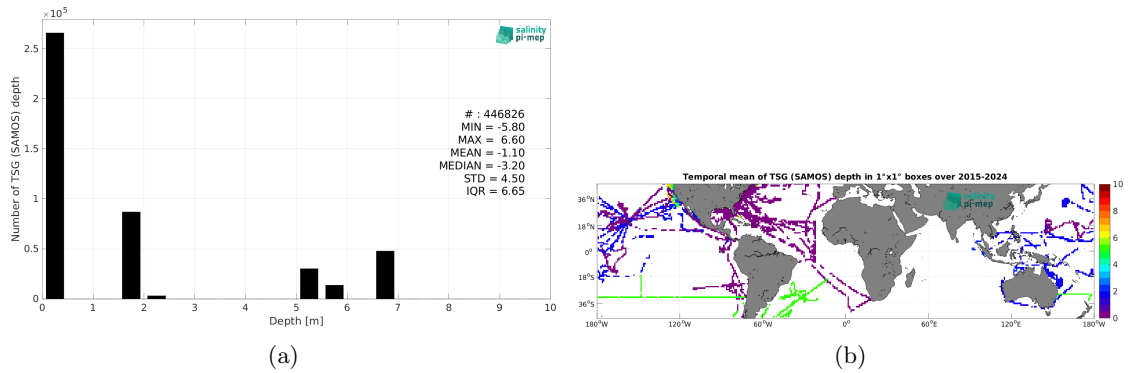 ×10⁵
salinity
pi-mep
2.5
2
1.5
1
0.5
0
Number of TSG (SAMOS) depth
# : 446826
MIN = -5.80
MAX = 6.60
MEAN = -1.10
MEDIAN = -3.20
STD = 4.50
IQR = 6.65
0 1 2 3 4 5 6 7 8 9 10
Depth [m]
(a)
Temporal mean of TSG (SAMOS) depth in 1°x1° boxes over 2015-2024
salinity
pi-mep
36°N
18°N
0°
18°S
36°S
180°W 120°W 60°W 0° 60°E 120°E 180°W
10
8
6
4
2
0
(b)